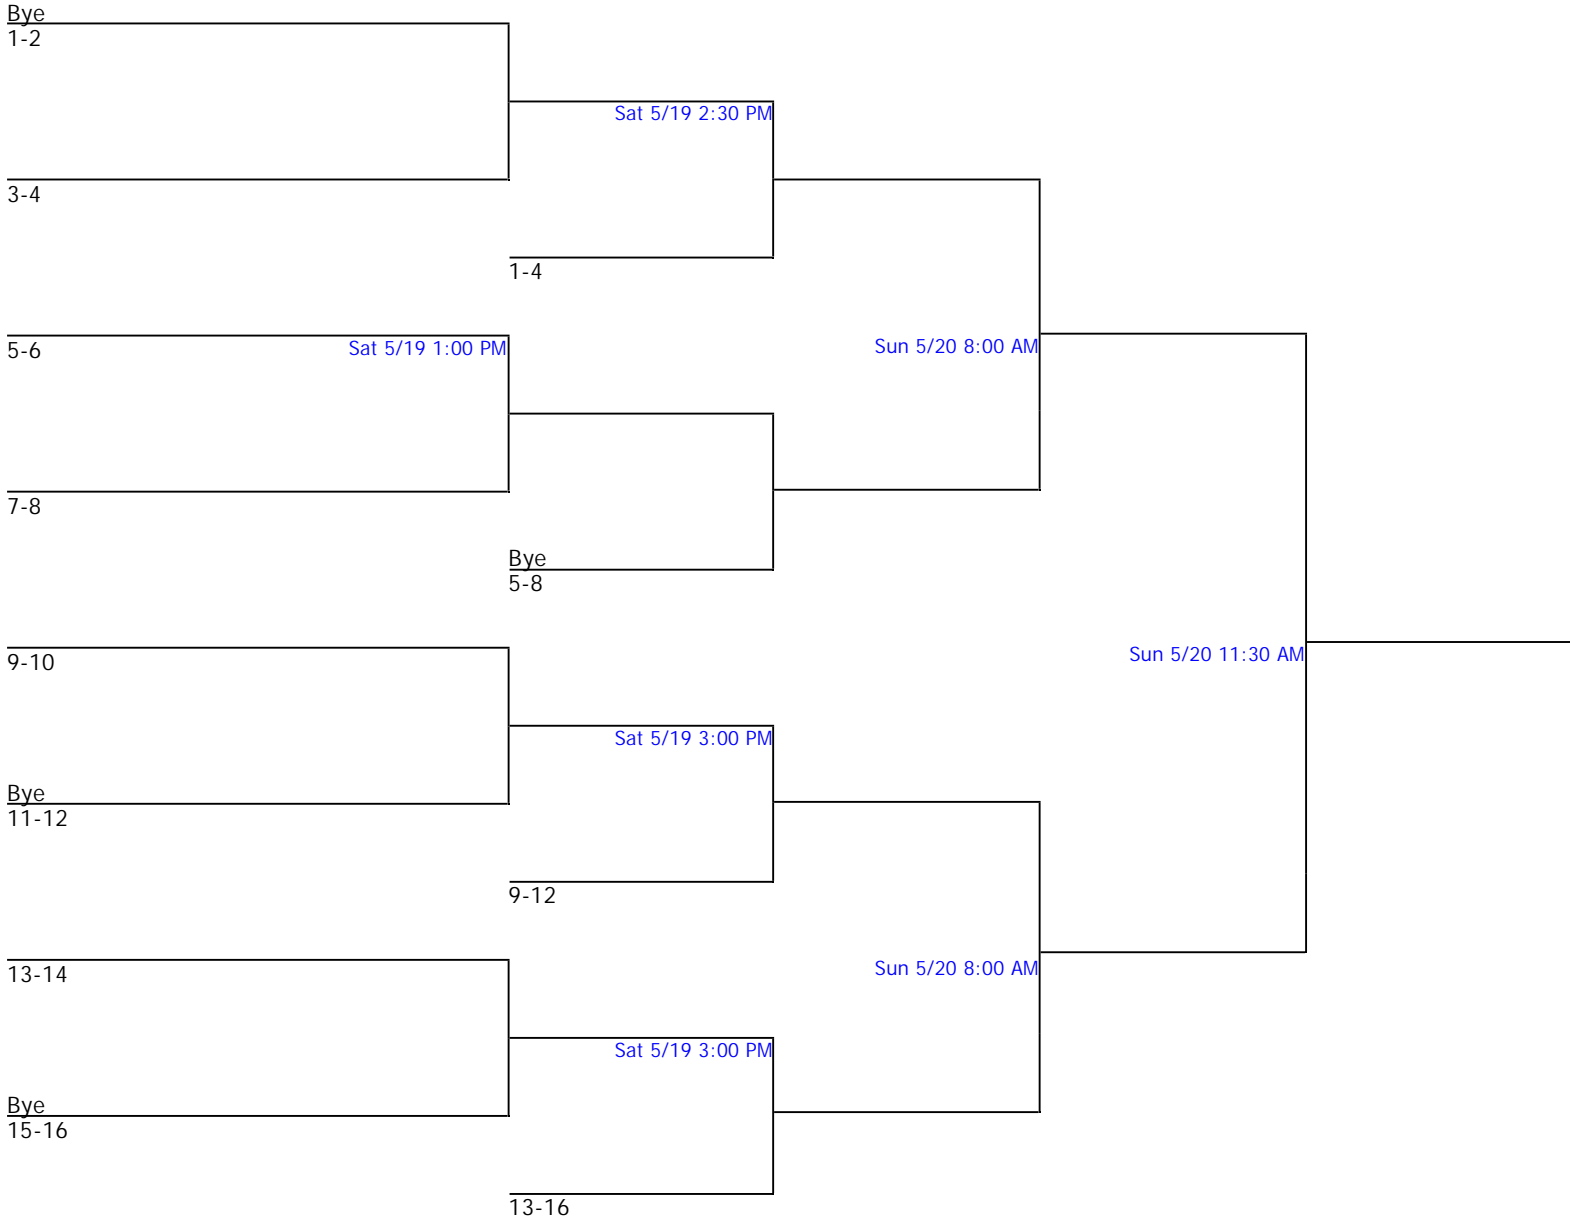 Bye
1-2
Sat 5/19 2:30 PM
3-4
1-4
5-6
Sat 5/19 1:00 PM
Sun 5/20 8:00 AM
7-8
Bye
5-8
9-10
Sun 5/20 11:30 AM
Sat 5/19 3:00 PM
Bye
11-12
9-12
13-14
Sun 5/20 8:00 AM
Sat 5/19 3:00 PM
Bye
15-16
13-16